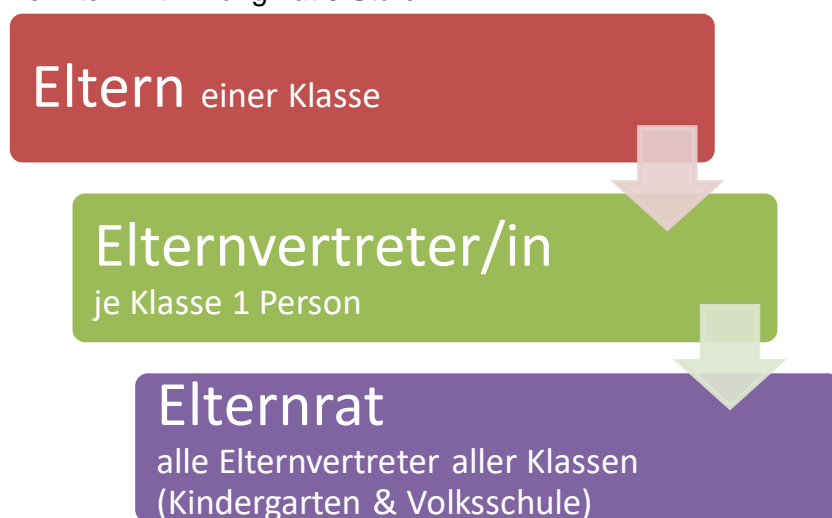 Eltern einer Klasse
Elternvertreter/in
je Klasse 1 Person
Elternrat
alle Elternvertreter aller Klassen
(Kindergarten & Volksschule)